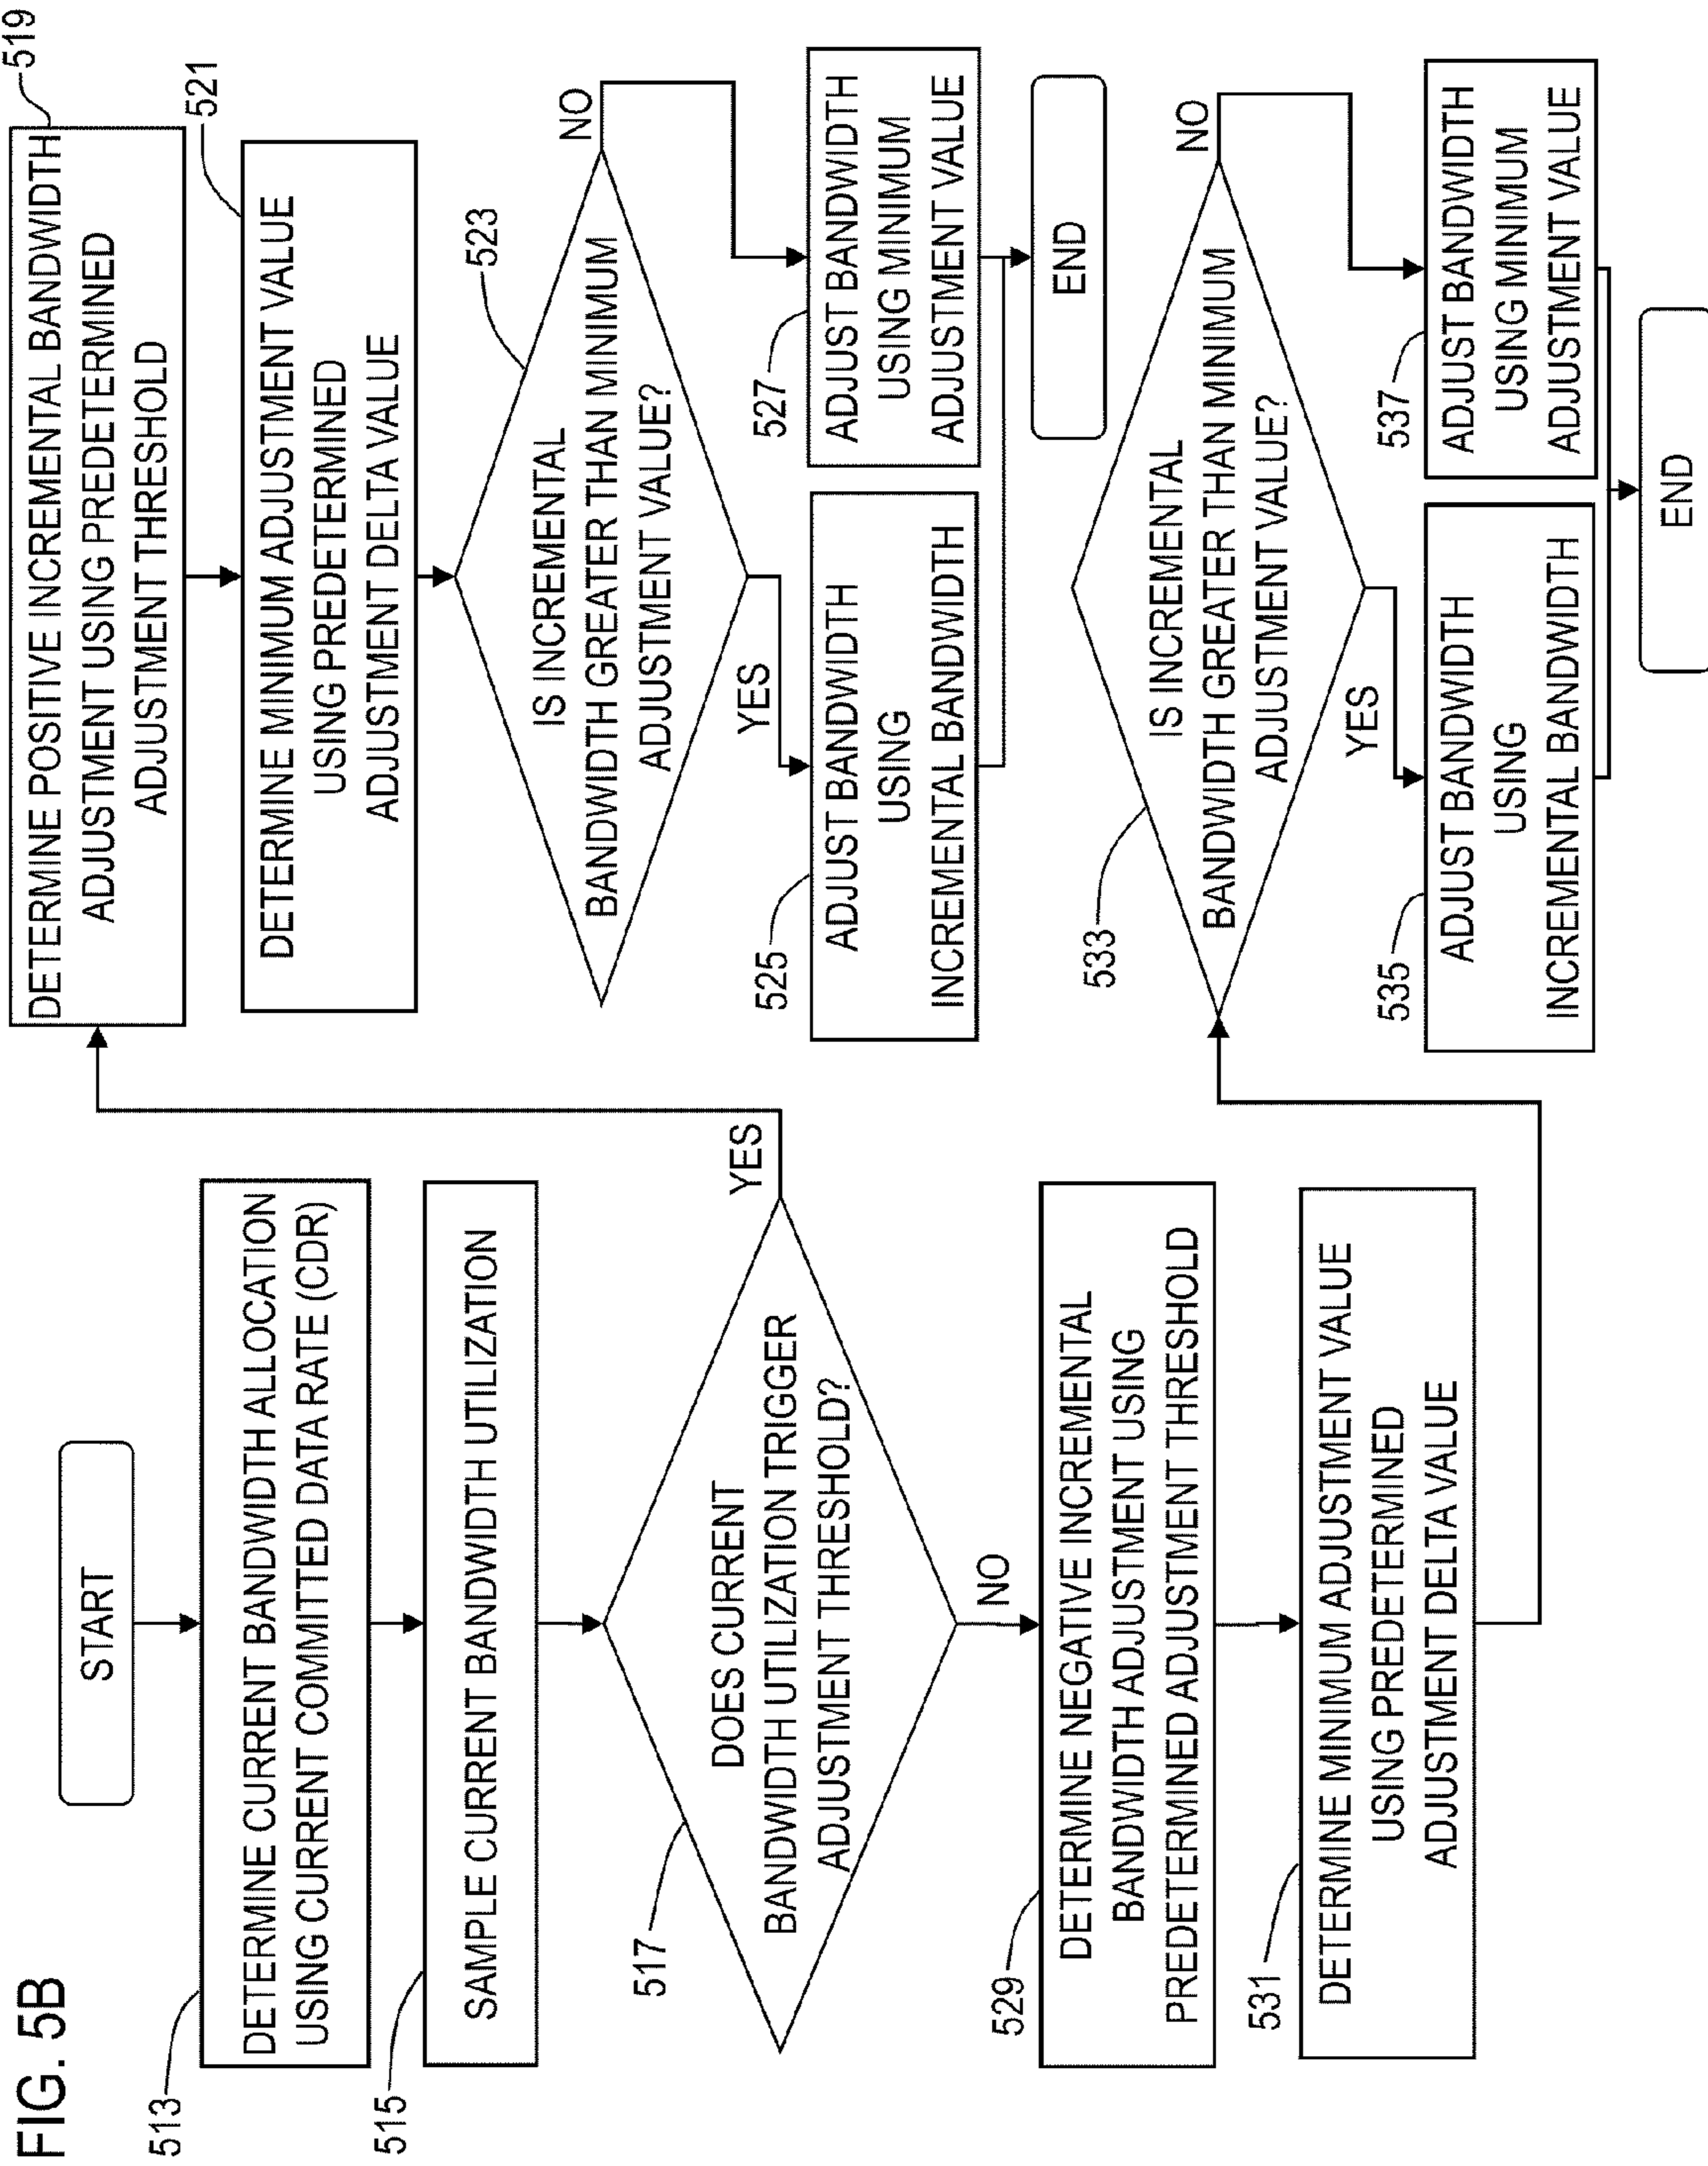 FIG. 5B
START
513
DETERMINE CURRENT BANDWIDTH ALLOCATION
USING CURRENT COMMITTED DATA RATE (CDR)
515
SAMPLE CURRENT BANDWIDTH UTILIZATION
517
DOES CURRENT
BANDWIDTH UTILIZATION TRIGGER
ADJUSTMENT THRESHOLD?
YES
NO
529
DETERMINE NEGATIVE INCREMENTAL
BANDWIDTH ADJUSTMENT USING
PREDETERMINED ADJUSTMENT THRESHOLD
531
DETERMINE MINIMUM ADJUSTMENT VALUE
USING PREDETERMINED
ADJUSTMENT DELTA VALUE
519
DETERMINE POSITIVE INCREMENTAL BANDWIDTH
ADJUSTMENT USING PREDETERMINED
ADJUSTMENT THRESHOLD
521
DETERMINE MINIMUM ADJUSTMENT VALUE
USING PREDETERMINED
ADJUSTMENT DELTA VALUE
523
IS INCREMENTAL
BANDWIDTH GREATER THAN MINIMUM
ADJUSTMENT VALUE?
YES
NO
525
ADJUST BANDWIDTH
USING
INCREMENTAL BANDWIDTH
527
ADJUST BANDWIDTH
USING MINIMUM
ADJUSTMENT VALUE
END
533
IS INCREMENTAL
BANDWIDTH GREATER THAN MINIMUM
ADJUSTMENT VALUE?
YES
NO
535
ADJUST BANDWIDTH
USING
INCREMENTAL BANDWIDTH
537
ADJUST BANDWIDTH
USING MINIMUM
ADJUSTMENT VALUE
END